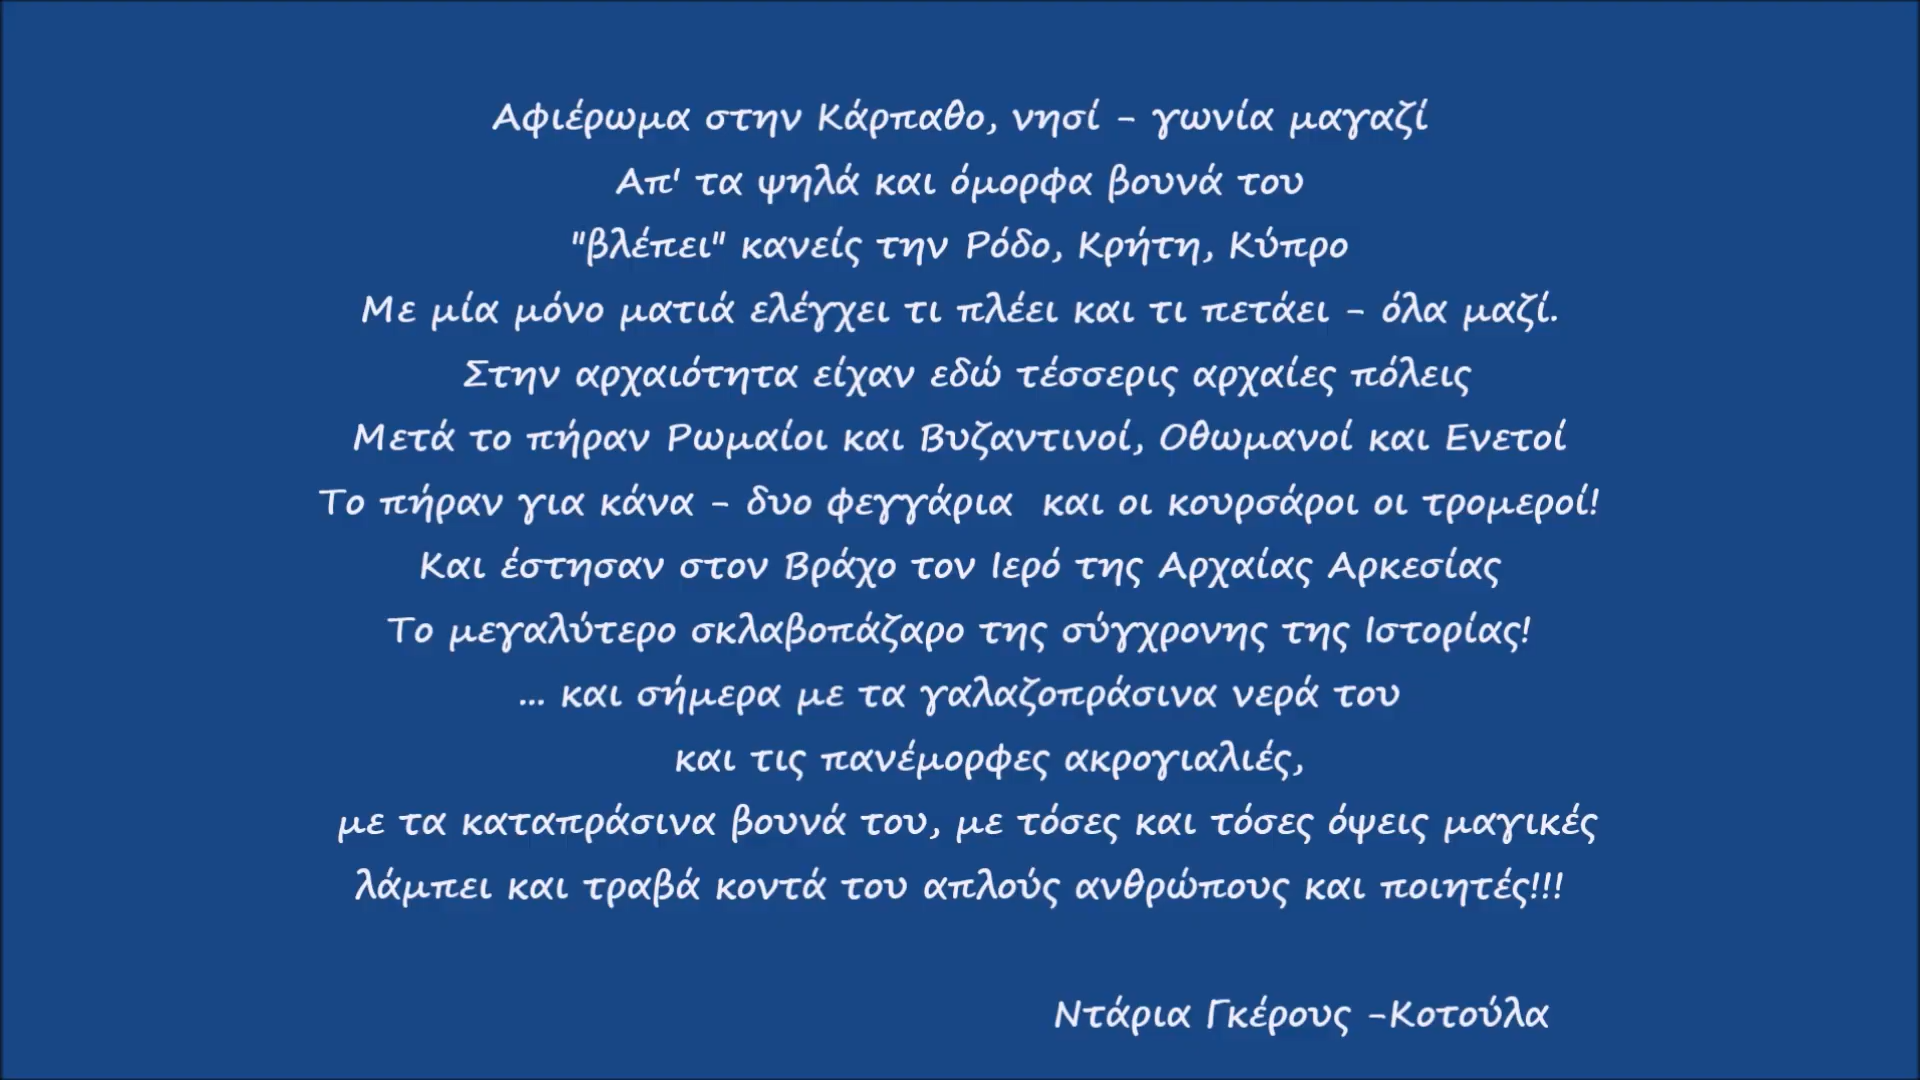 Αφιέρωμα στην Κάρπαθο, νησί - γωνία μαγαζί
Απ' τα ψηλά και όμορφα βουνά του
"βλέπει" κανείς την Ρόδο, Κρήτη, Κύπρο
Με μία μόνο ματιά ελέγχει τι πλέει και τι πετάει - όλα μαζί.
Στην αρχαιότητα είχαν εδώ τέσσερις αρχαίες πόλεις
Μετά το πήραν Ρωμαίοι και Βυζαντινοί, Οθωμανοί και Ενετοί
Το πήραν για κάνα - δυο φεγγάρια  και οι κουρσάροι οι τρομεροί!
Και έστησαν στον Βράχο τον Ιερό της Αρχαίας Αρκεσίας
Το μεγαλύτερο σκλαβοπάζαρο της σύγχρονης της Ιστορίας!
... και σήμερα με τα γαλαζοπράσινα νερά του
και τις πανέμορφες ακρογιαλιές,
με τα καταπράσινα βουνά του, με τόσες και τόσες όψεις μαγικές
λάμπει και τραβά κοντά του απλούς ανθρώπους και ποιητές!!!
Ντάρια Γκέρους -Κοτούλα